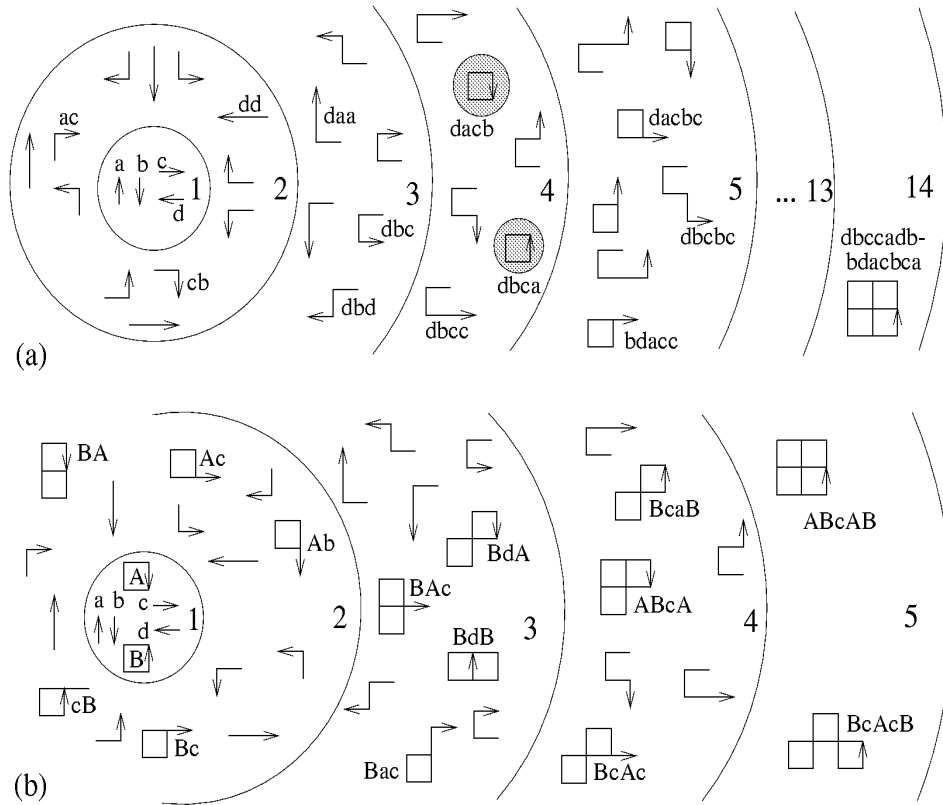 dd
ac
daa
dacb
dacbc
a b c
1
2
3
4
5
... 13
14
d
dbc
dbcbc
dbccadb-
bdacbca
cb
dbca
dbd
dbcc
bdacc
(a)
BA
Ac
Ab
BcaB
ABcAB
BdA
A
a b c
BAc
ABcA
1
2
3
4
5
d
B
BdB
cB
Bc
Bac
BcAc
BcAcB
(b)